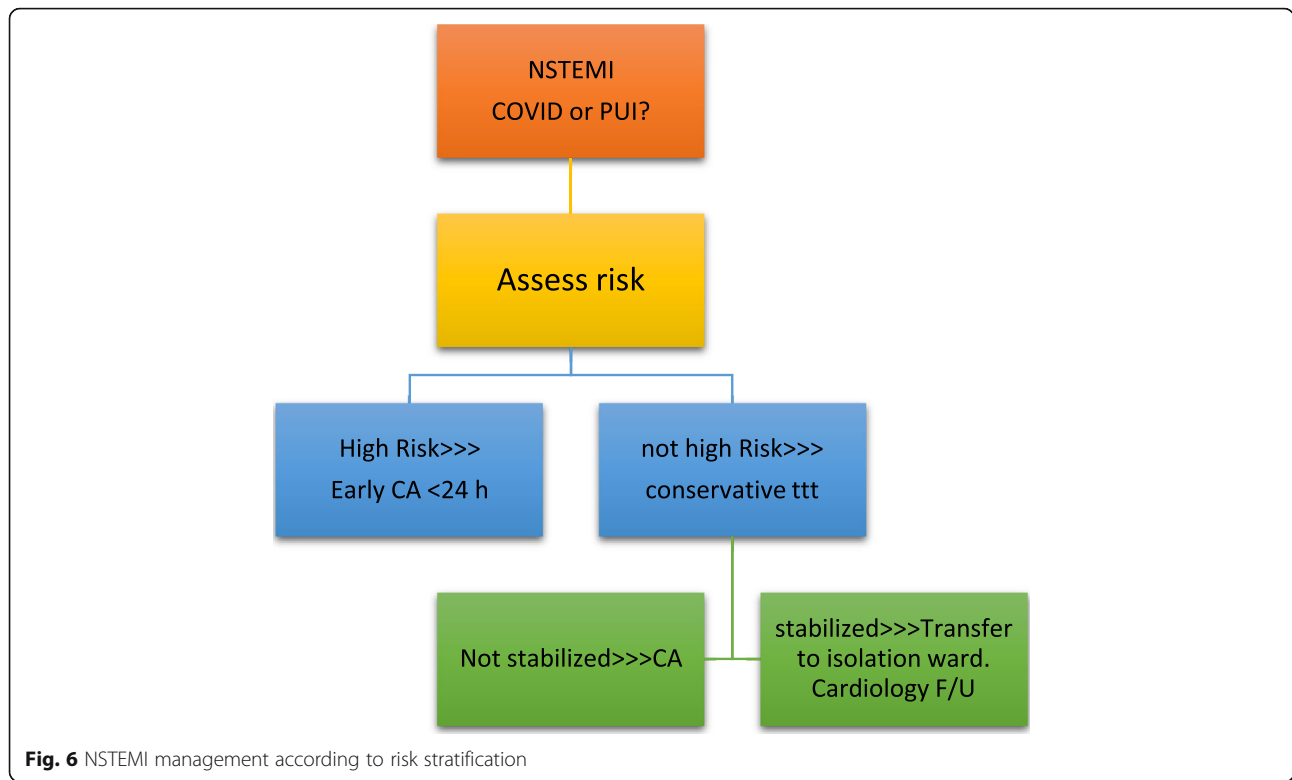 NSTEMI
COVID or PUI?
Assess risk
High Risk>>>
Early CA <24 h
not high Risk>>>
conservative ttt
Not stabilized>>>CA
stabilized>>>Transfer
to isolation ward.
Cardiology F/U
Fig. 6 NSTEMI management according to risk stratification